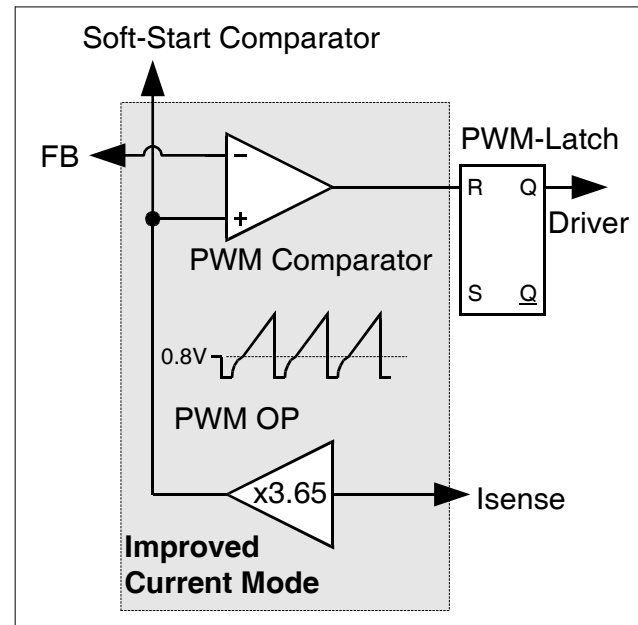 Soft-Start Comparator
FB
−
+
PWM Comparator
PWM-Latch
R Q
S Q
Driver
0.8V
PWM OP
x3.65
Isense
Improved
Current Mode